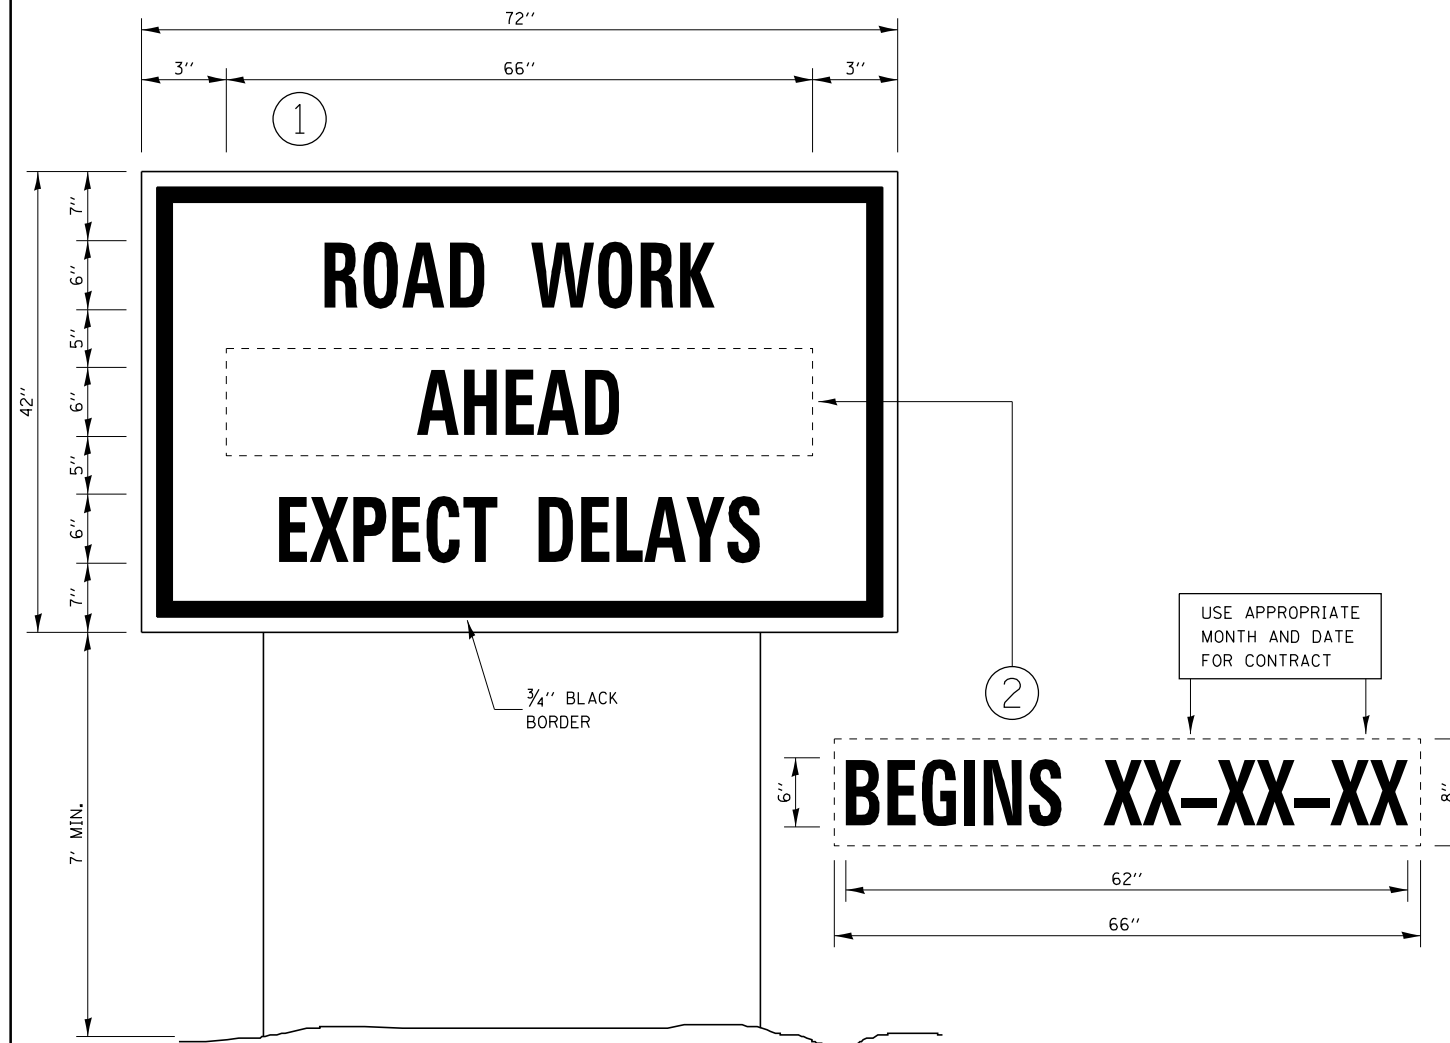 72''
3'' 66'' 3''
1
7''
6''
5''
6''
5''
6''
7''
42''
7' MIN.
ROAD WORK
AHEAD
EXPECT DELAYS
3/4'' BLACK
BORDER
USE APPROPRIATE
MONTH AND DATE
FOR CONTRACT
2
6''
BEGINS XX-XX-XX
8''
62''
66''